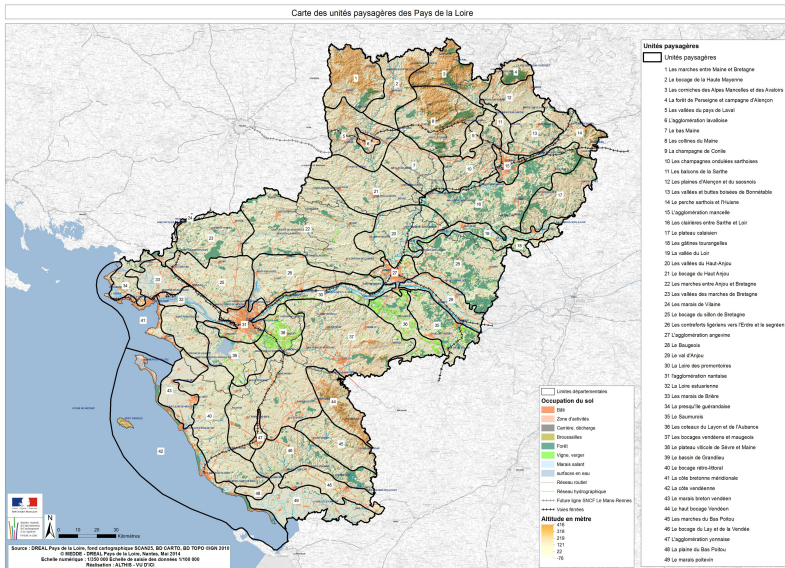 Carte des unités paysagères des Pays de la Loire
Unités paysagères
Unités paysagères
1 Les marches entre Maine et Bretagne
2 Le bocage de la Haute Mayenne
3 Les corniches des Alpes Mancelles et des Avaloirs
4 La forêt de Perseigne et campagne d'Alençon
5 Les vallées du pays de Laval
6 L'agglomération lavalloise
7 Le bas Maine
8 Les collines du Maine
9 La champagne de Conlie
10 Les champagnes ondulées sarthoises
11 Les balcons de la Sarthe
12 Les plaines d'Alençon et du saosnois
13 Les vallées et buttes boisées de Bonnétable
14 Le perche sarthois et l'Huisne
15 L'agglomération mancelle
16 Les clairières entre Sarthe et Loir
17 Le plateau calaisien
18 Les gâtines tourangelles
19 La vallée du Loir
20 Les vallées du Haut-Anjou
21 Le bocage du Haut Anjou
22 Les marches entre Anjou et Bretagne
23 Les vallées des marches de Bretagne
24 Les marais de Vilaine
25 Le bocage du sillon de Bretagne
26 Les contreforts ligériens vers l'Erdre et le segréen
27 L'agglomération angevine
28 Le Baugeois
29 Le val d'Anjou
30 La Loire des promontoires
31 l'agglomération nantaise
32 La Loire estuarienne
33 Les marais de Brière
34 La presqu'île guérandaise
35 Le Saumurois
36 Les coteaux du Layon et de l'Aubance
37 Les bocages vendéens et maugeois
38 Le plateau viticole de Sèvre et Maine
39 Le bassin de Grandlieu
40 Le bocage rétro-littoral
41 La côte bretonne méridionale
42 La côte vendéenne
43 Le marais breton vendéen
44 Le haut bocage Vendéen
45 Les marches du Bas Poitou
46 Le bocage du Lay et de la Vendée
47 L'agglomération yonnaise
48 La plaine du Bas Poitou
49 Le marais poitevin
Limites départementales
Occupation du sol
Bâti
Zone d'activités
Carrière, décharge
Broussailles
Forêt
Vigne, verger
Marais salant
surfaces en eau
Réseau routier
Réseau hydrographique
Future ligne SNCF Le Mans-Rennes
Voies ferrées
Altitude en mètre
416
318
219
121
22
-76
N
0 10 20 30
Kilomètres
Source : DREAL Pays de la Loire, fond cartographique SCAN25, BD CARTO, BD TOPO ©IGN 2010
© MEDDE - DREAL Pays de la Loire, Nantes, Mai 2014
Echelle numérique : 1/350 000 Echelle de saisie des données 1/100 000
Réalisation : ALTHIS - VU D'ICI